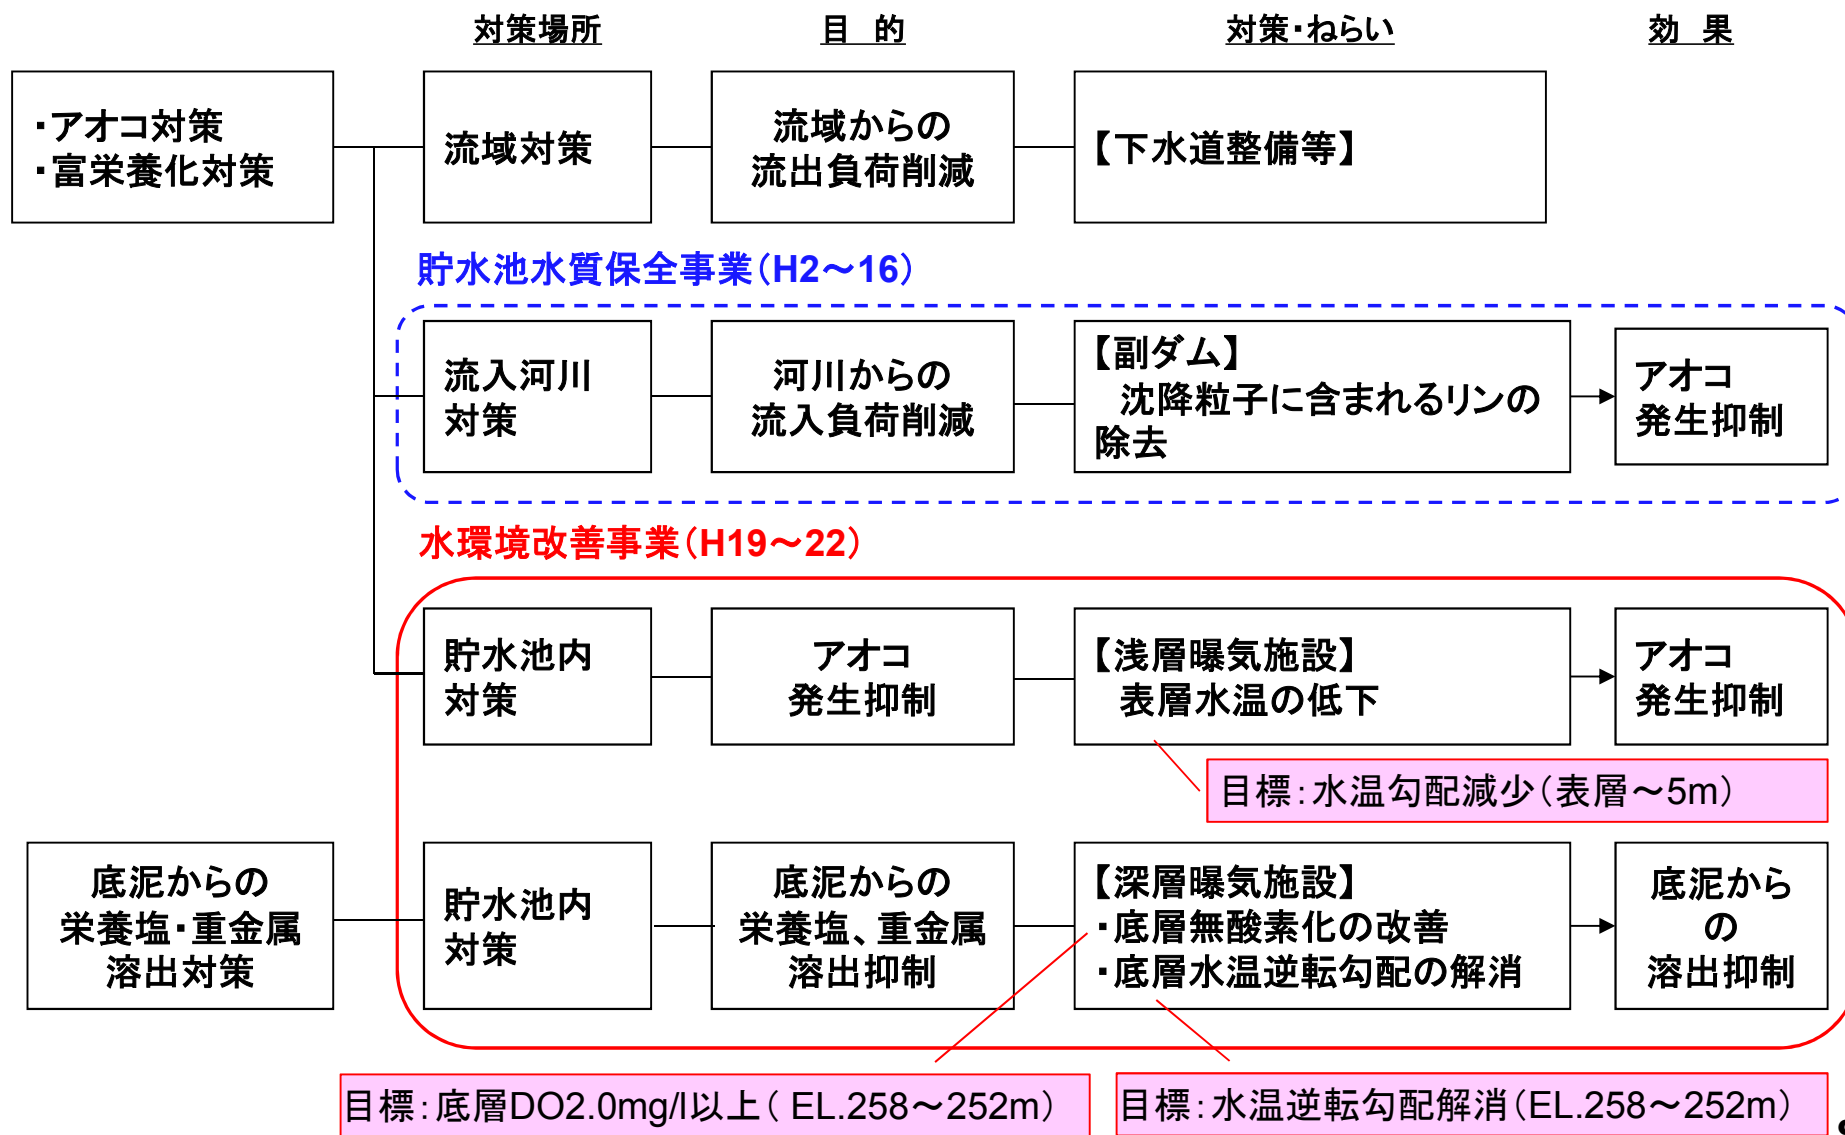 対策場所
目　的
対策・ねらい
効　果
・アオコ対策
・富栄養化対策
流域対策
流域からの
流出負荷削減
【下水道整備等】
貯水池水質保全事業（H2～16）
流入河川
対策
河川からの
流入負荷削減
【副ダム】
沈降粒子に含まれるリンの
除去
アオコ
発生抑制
水環境改善事業（H19～22）
貯水池内
対策
アオコ
発生抑制
【浅層曝気施設】
表層水温の低下
アオコ
発生抑制
目標：水温勾配減少（表層～5m）
底泥からの
栄養塩・重金属
溶出対策
貯水池内
対策
底泥からの
栄養塩、重金属
溶出抑制
【深層曝気施設】
・底層無酸素化の改善
・底層水温逆転勾配の解消
底泥から
の
溶出抑制
目標：底層DO2.0mg/l以上（ EL.258～252m）
目標：水温逆転勾配解消（EL.258～252m）